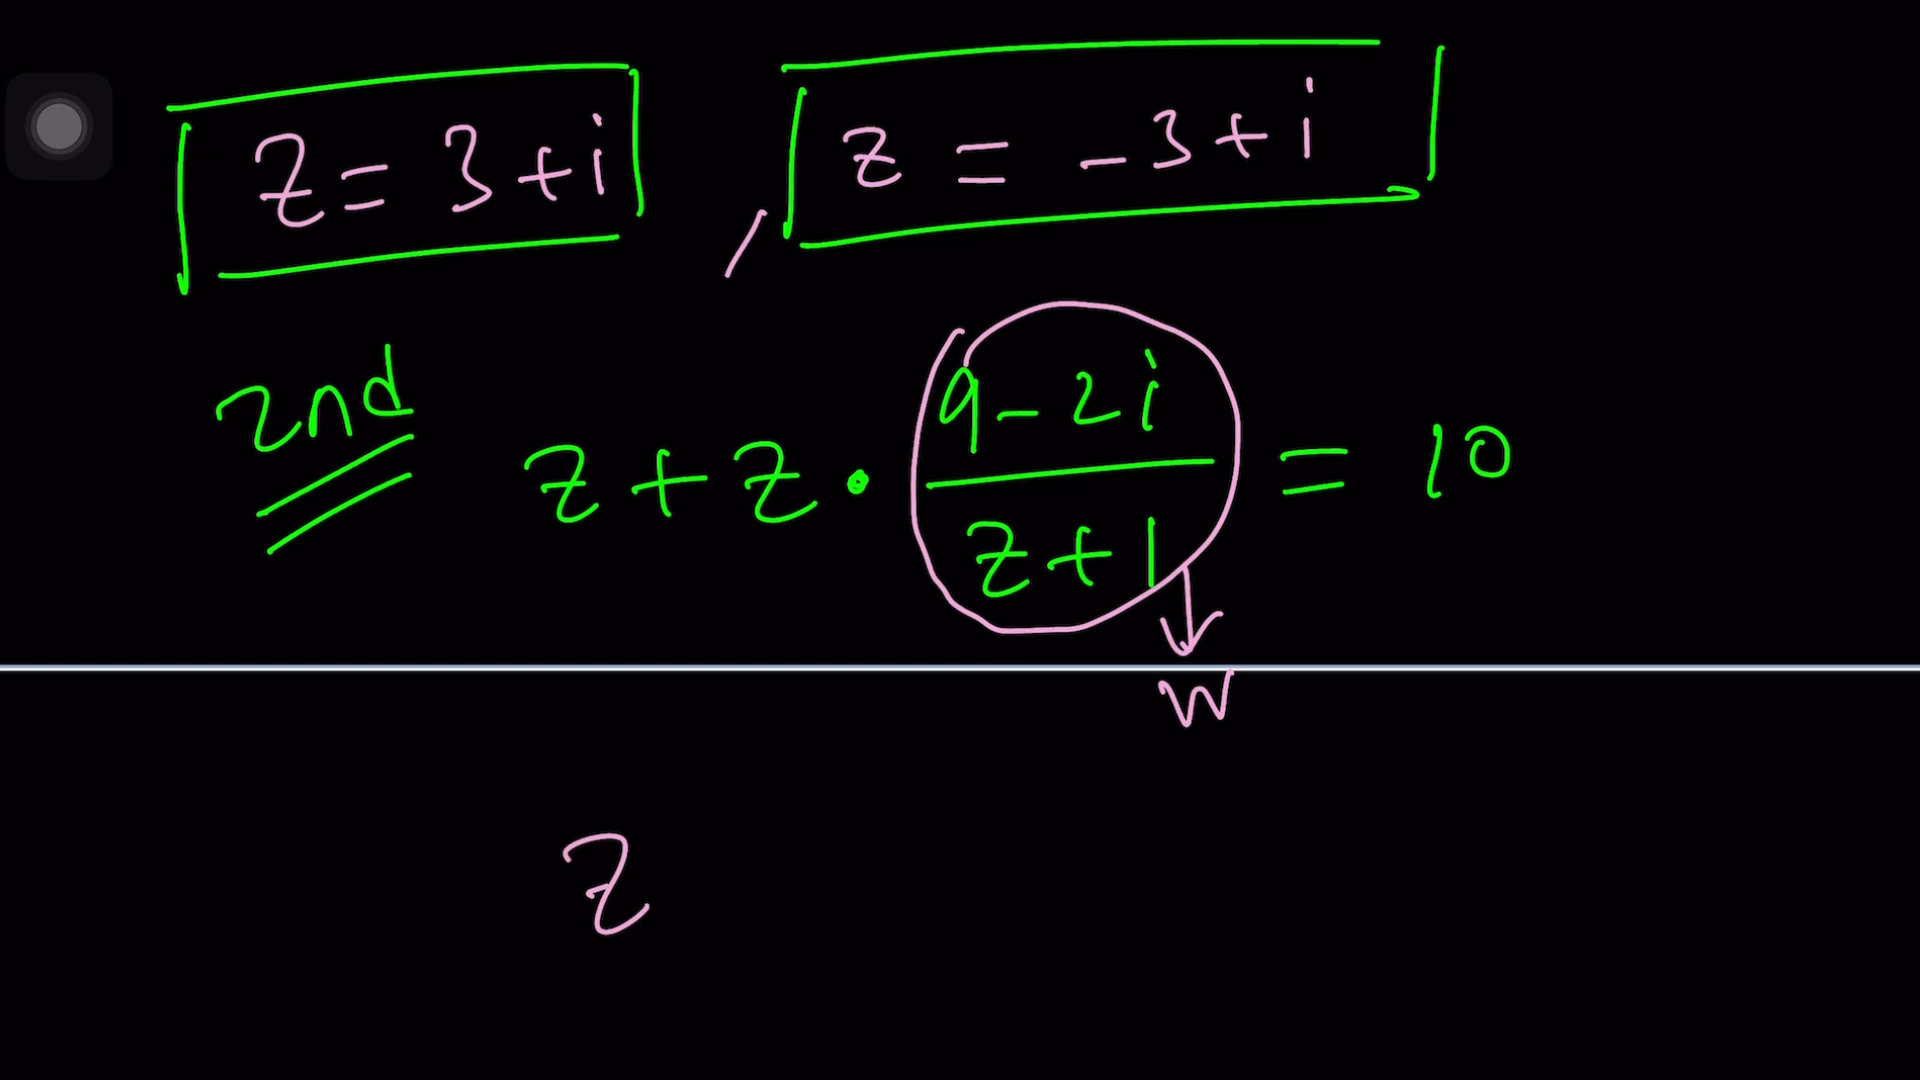 z = 3 + i , z = -3 + i
2nd z + z • (9 - 2i)/(z + 1) = 10
w
z